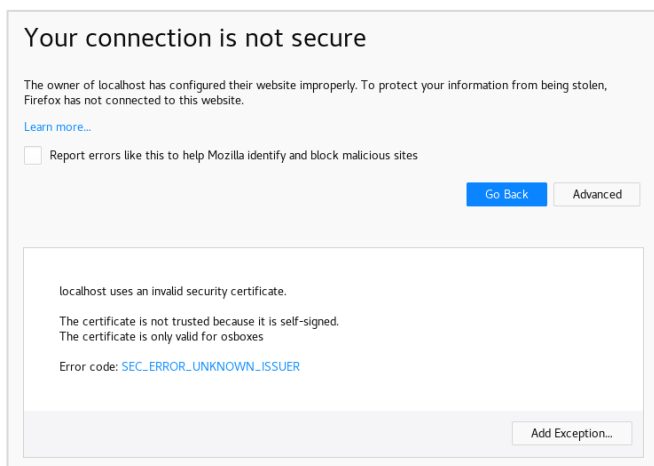 Your connection is not secure
The owner of localhost has configured their website improperly. To protect your information from being stolen,
Firefox has not connected to this website.
Learn more...
Report errors like this to help Mozilla identify and block malicious sites
Go Back
Advanced
localhost uses an invalid security certificate.
The certificate is not trusted because it is self-signed.
The certificate is only valid for osboxes
Error code: SEC_ERROR_UNKNOWN_ISSUER
Add Exception...